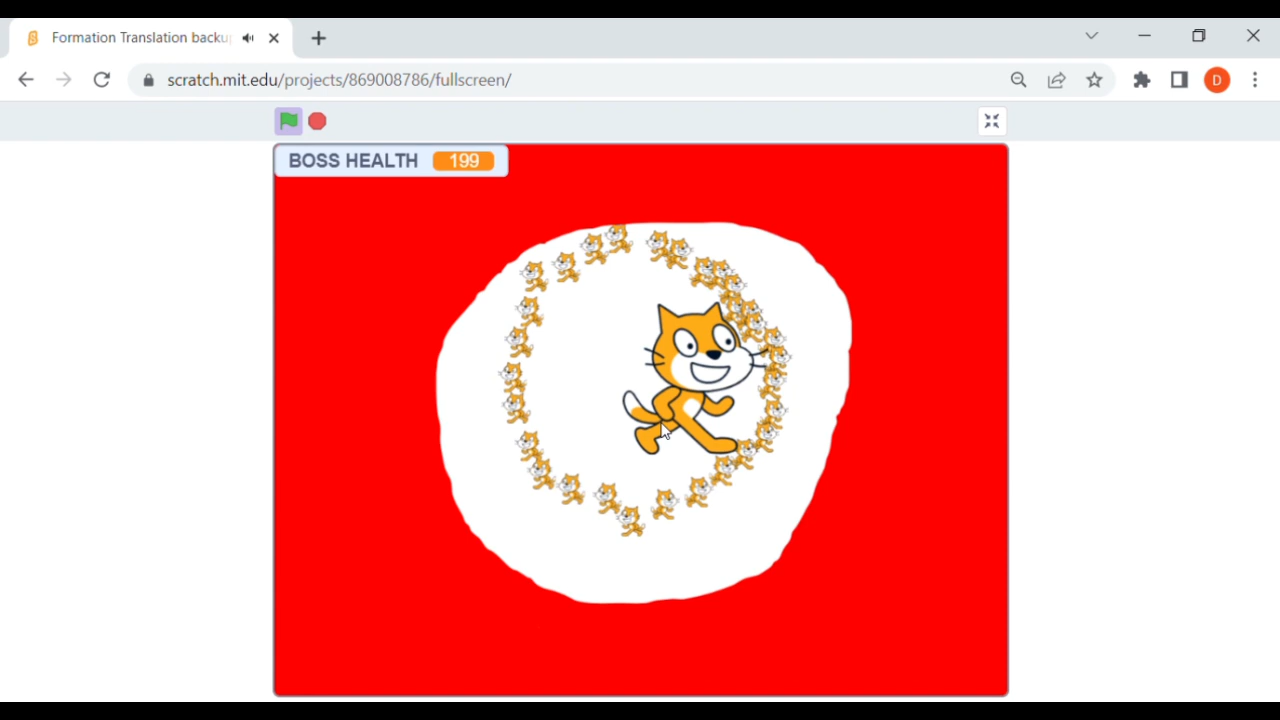 Formation Translation backu
scratch.mit.edu/projects/869008786/fullscreen/
D
BOSS HEALTH 199